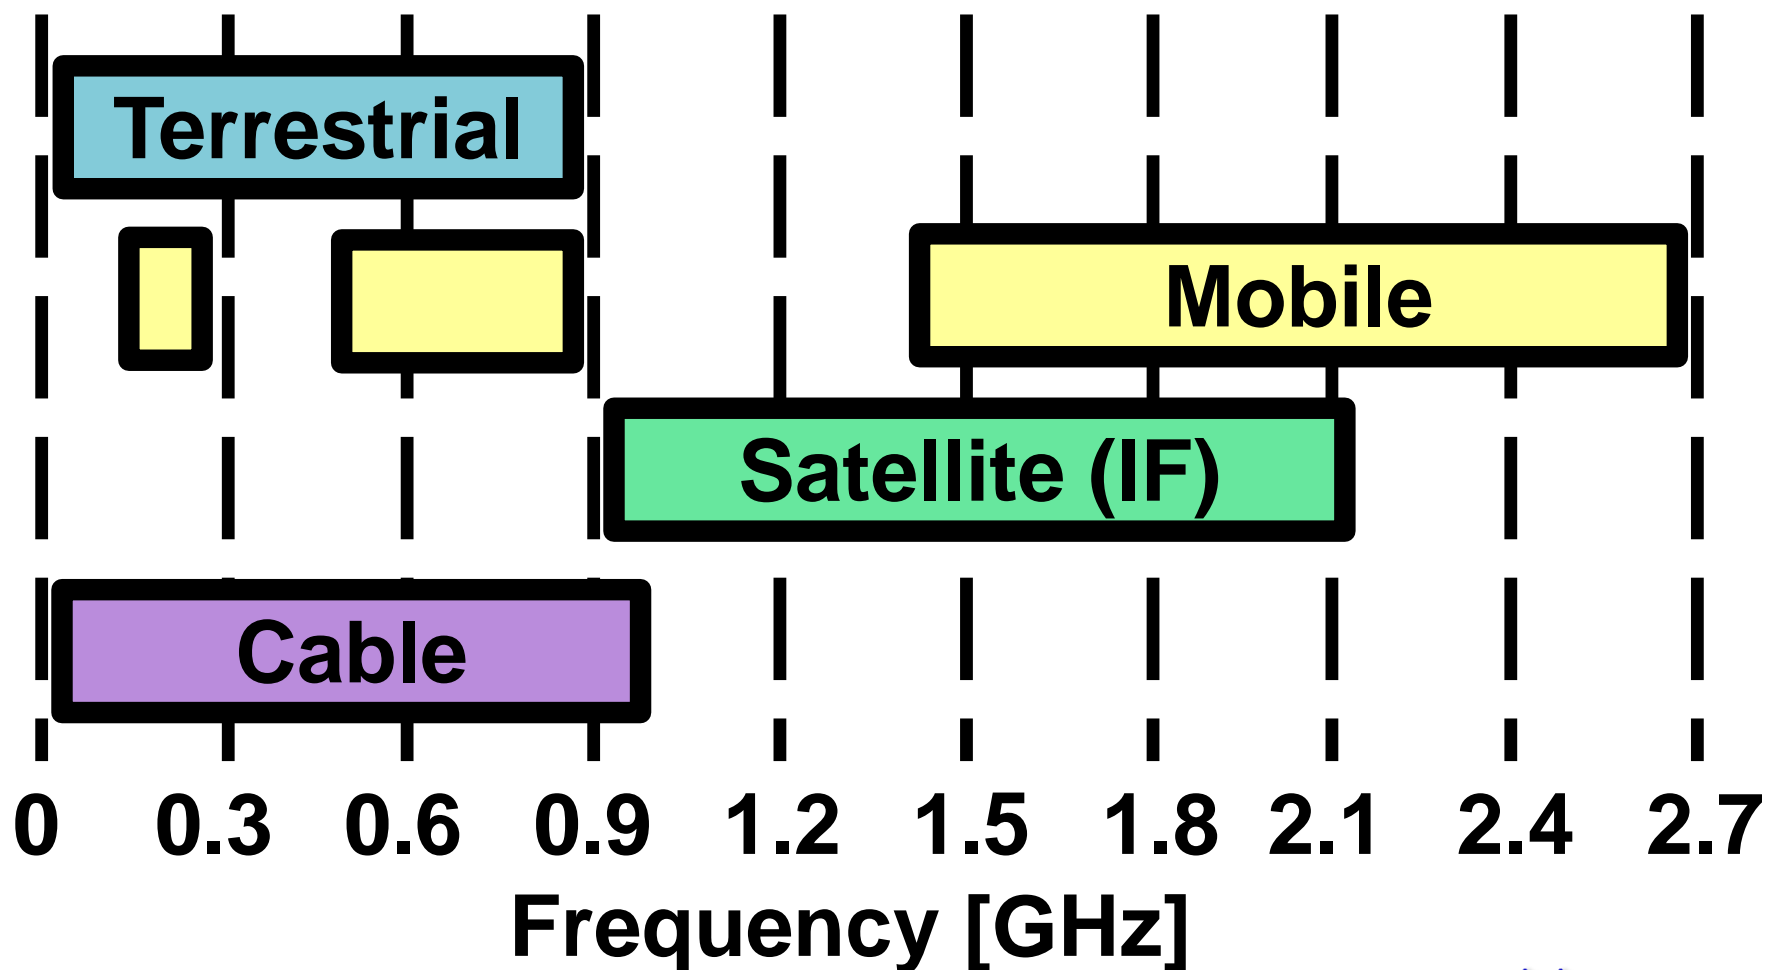 Terrestrial
Mobile
Satellite (IF)
Cable
0 0.3 0.6 0.9 1.2 1.5 1.8 2.1 2.4 2.7
Frequency [GHz]